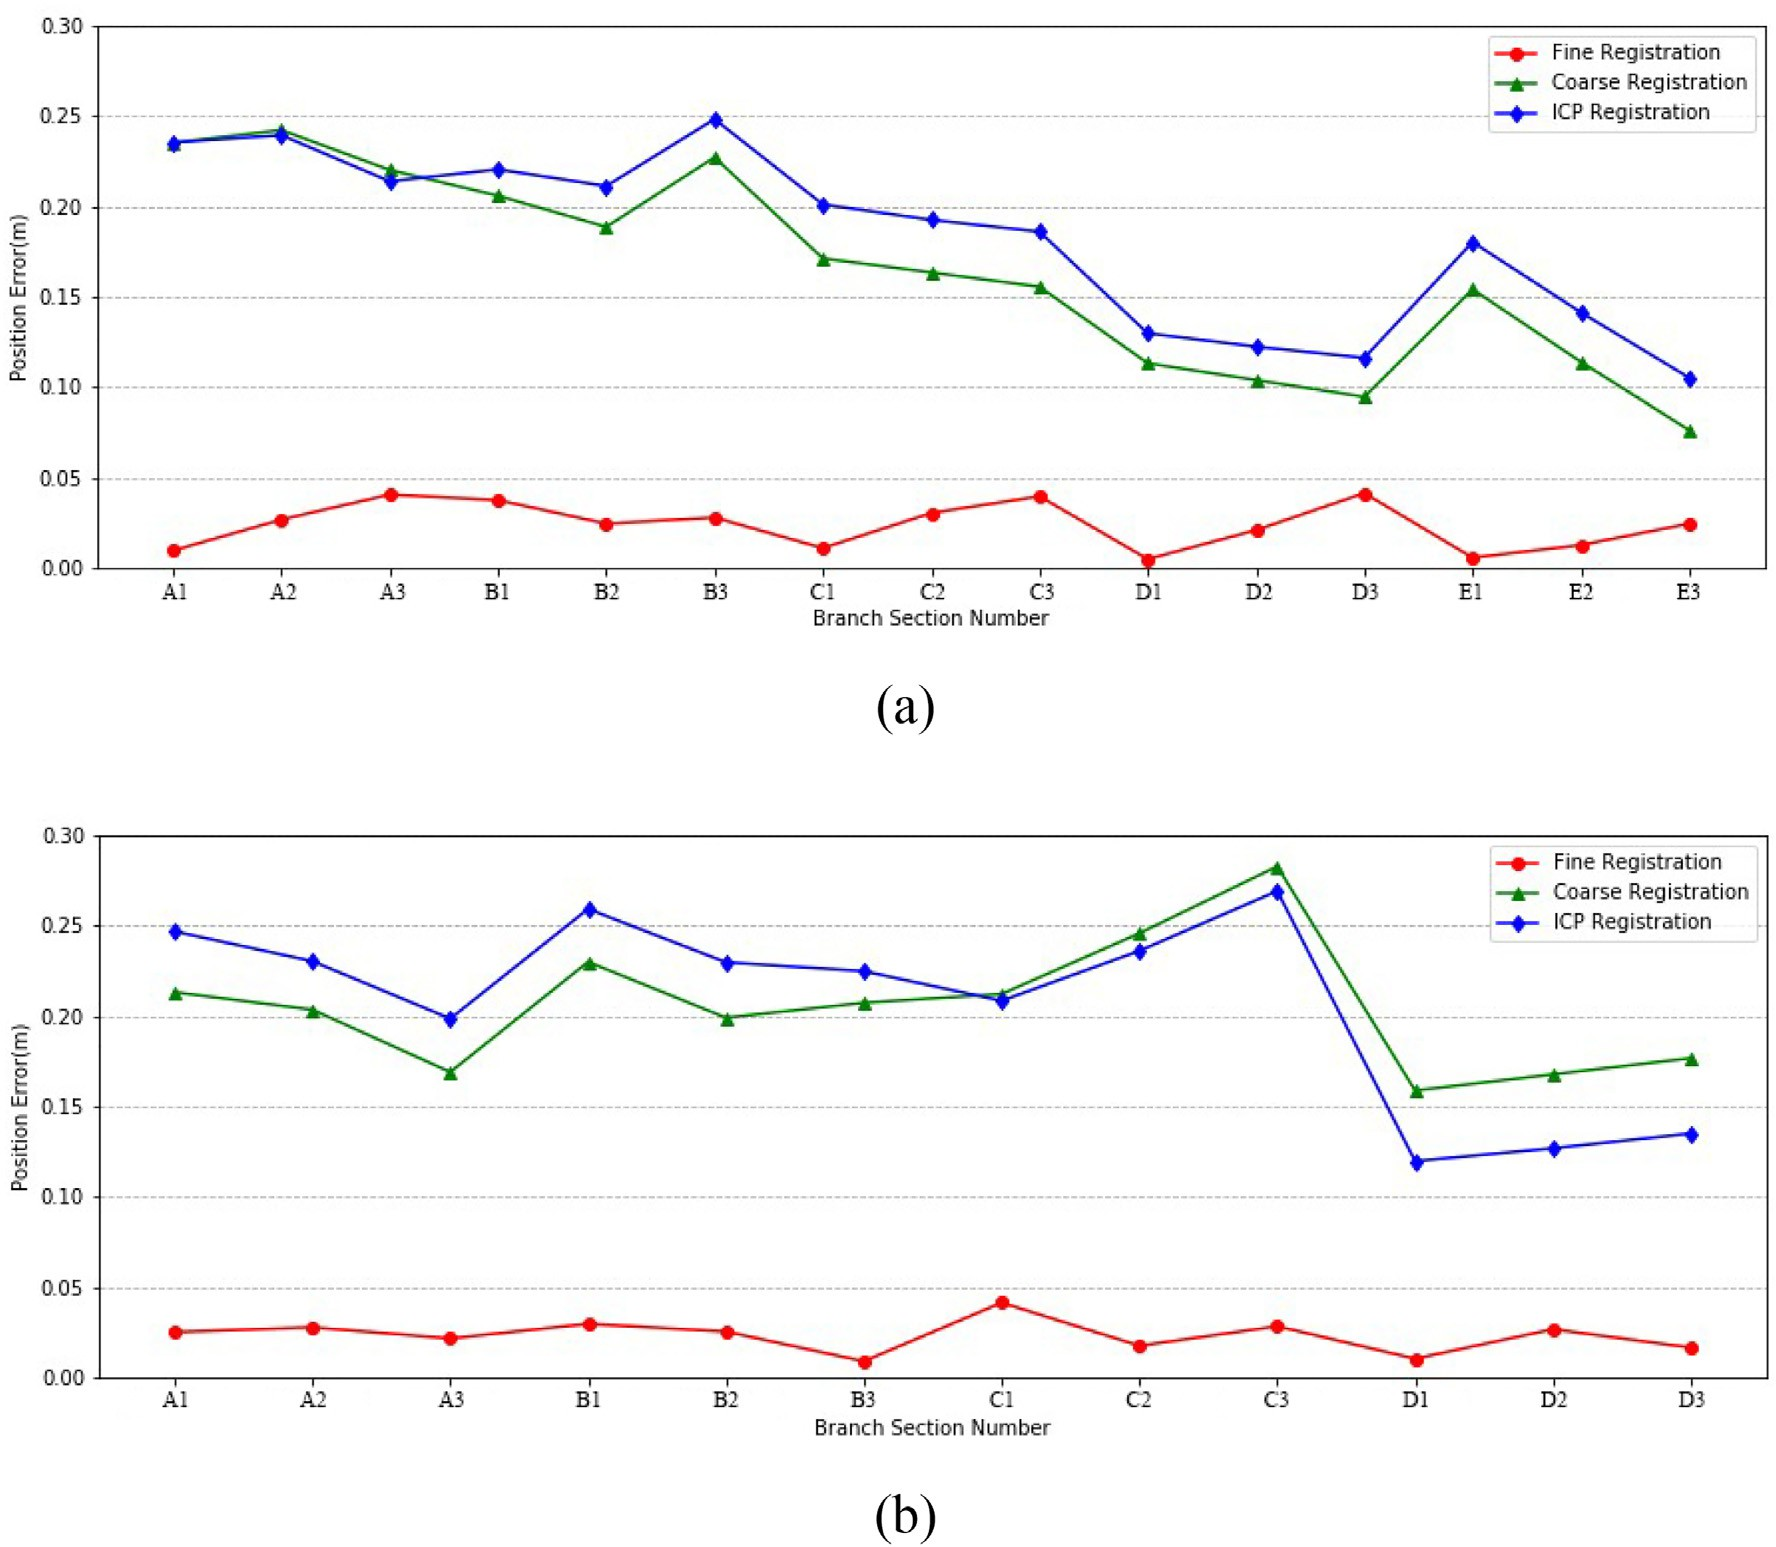 0.30
Fine Registration
Coarse Registration
ICP Registration
0.25
0.20
0.15
0.10
0.05
0.00
Position Error(m)
A1 A2 A3 B1 B2 B3 C1 C2 C3 D1 D2 D3 E1 E2 E3
Branch Section Number
(a)
0.30
Fine Registration
Coarse Registration
ICP Registration
0.25
0.20
0.15
0.10
0.05
0.00
Position Error(m)
A1 A2 A3 B1 B2 B3 C1 C2 C3 D1 D2 D3
Branch Section Number
(b)